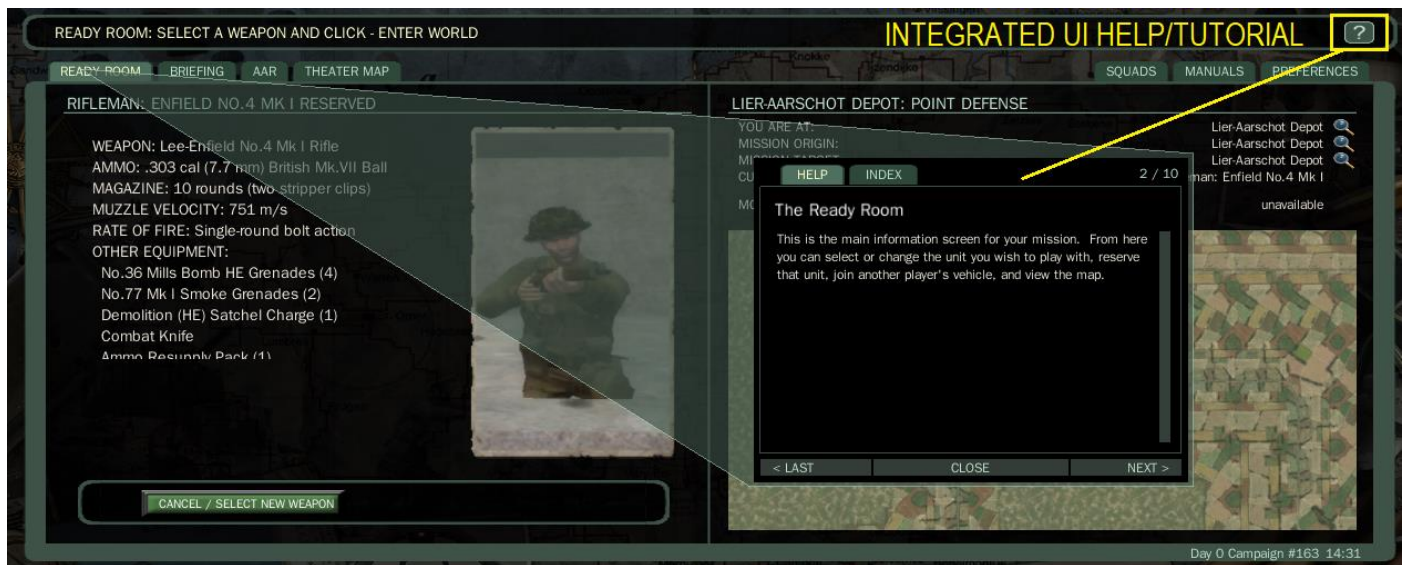 READY ROOM: SELECT A WEAPON AND CLICK - ENTER WORLD
INTEGRATED UI HELP/TUTORIAL
?
READY ROOM
BRIEFING
AAR
THEATER MAP
SQUADS
MANUALS
PREFERENCES
RIFLEMAN: ENFIELD NO.4 MK I RESERVED
WEAPON: Lee-Enfield No.4 Mk I Rifle
AMMO: .303 cal (7.7 mm) British Mk.VII Ball
MAGAZINE: 10 rounds (two stripper clips)
MUZZLE VELOCITY: 751 m/s
RATE OF FIRE: Single-round bolt action
OTHER EQUIPMENT:
No.36 Mills Bomb HE Grenades (4)
No.77 Mk I Smoke Grenades (2)
Demolition (HE) Satchel Charge (1)
Combat Knife
Ammo Resupply Pack (1)
CANCEL / SELECT NEW WEAPON
LIER-AARSCHOT DEPOT: POINT DEFENSE
YOU ARE AT: Lier-Aarschot Depot
MISSION ORIGIN: Lier-Aarschot Depot
MISSION TARGET: Lier-Aarschot Depot
CU man: Enfield No.4 Mk I
MO unavailable
HELP
INDEX
2 / 10
The Ready Room
This is the main information screen for your mission. From here
you can select or change the unit you wish to play with, reserve
that unit, join another player's vehicle, and view the map.
< LAST
CLOSE
NEXT >
Day 0 Campaign #163 14:31